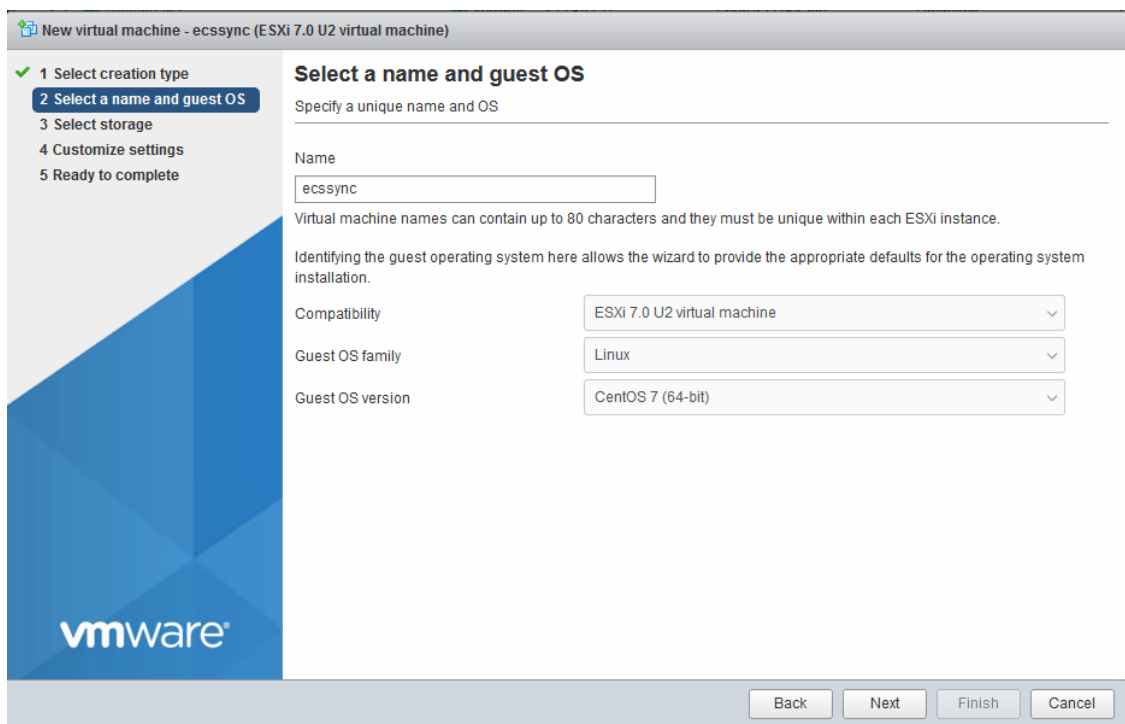 New virtual machine - ecssync (ESXi 7.0 U2 virtual machine)
1 Select creation type
2 Select a name and guest OS
3 Select storage
4 Customize settings
5 Ready to complete
vmware®
Select a name and guest OS
Specify a unique name and OS
Name
ecssync
Virtual machine names can contain up to 80 characters and they must be unique within each ESXi instance.
Identifying the guest operating system here allows the wizard to provide the appropriate defaults for the operating system
installation.
Compatibility
ESXi 7.0 U2 virtual machine
Guest OS family
Linux
Guest OS version
CentOS 7 (64-bit)
Back
Next
Finish
Cancel